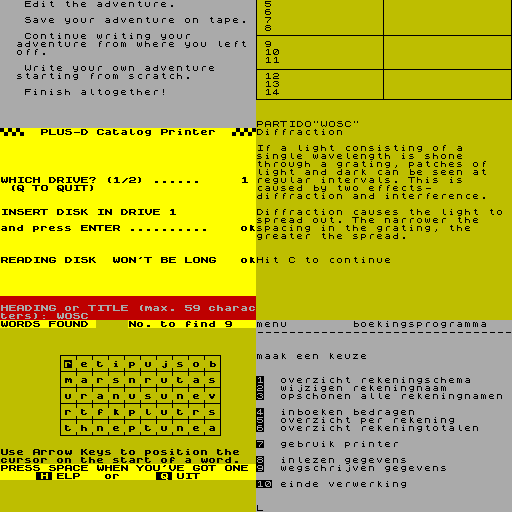 Edit the adventure.
Save your adventure on tape.
Continue writing your
adventure from where you left
off.
Write your own adventure
starting from scratch.
Finish altogether!
5
6
7
8
9
10
11
12
13
14
PARTIDO"WOSC"
Diffraction
If a light consisting of a
single wavelength is shone
through a grating, patches of
light and dark can be seen at
regular intervals. This is
caused by two effects-
diffraction and interference.
Diffraction causes the light to
spread out. The narrower the
spacing in the grating, the
greater the spread.
Hit C to continue
PLUS-D Catalog Printer
WHICH DRIVE? (1/2) ...... 1
(Q TO QUIT)
INSERT DISK IN DRIVE 1
and press ENTER .......... ok
READING DISK WON'T BE LONG ok
HEADING or TITLE (max. 59 charac
ters): WOSC
WORDS FOUND No. to find 9
r e t i p u j s o b
m a r s n r u t a s
u r a n u s u n e v
r t f k p l u t r s
t h n e p t u n e a
Use Arrow Keys to position the
cursor on the start of a word.
PRESS SPACE WHEN YOU'VE GOT ONE
H ELP or Q UIT
menu boekingsprogramma
maak een keuze
1 overzicht rekeningschema
2 wijzigen rekeningnaam
3 opschonen alle rekeningnamen
4 inboeken bedragen
5 overzicht per rekening
6 overzicht rekeningtotalen
7 gebruik printer
8 inlezen gegevens
9 wegschrijven gegevens
10 einde verwerking
L